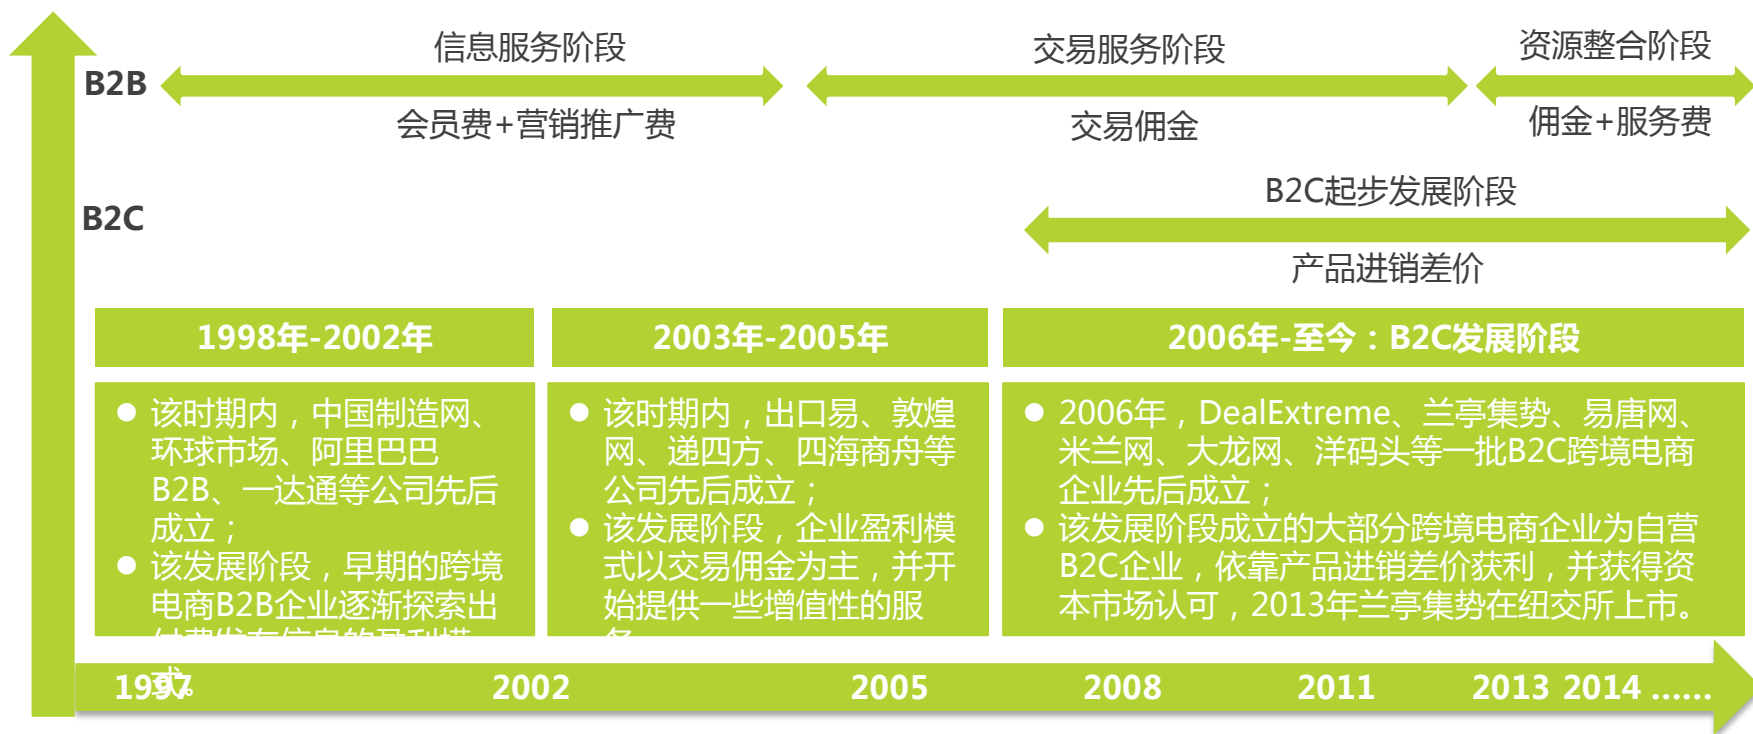 信息服务阶段
交易服务阶段
资源整合阶段
B2B
会员费+营销推广费
交易佣金
佣金+服务费
B2C起步发展阶段
B2C
产品进销差价
1998年-2002年
2003年-2005年
2006年-至今：B2C发展阶段
● 该时期内，中国制造网、
环球市场、阿里巴巴
B2B、一达通等公司先后
成立；
● 该发展阶段，早期的跨境
电商B2B企业逐渐探索出
付费发布信息的盈利模
式。
● 该时期内，出口易、敦煌
网、递四方、四海商舟等
公司先后成立；
● 该发展阶段，企业盈利模
式以交易佣金为主，并开
始提供一些增值性的服
务
● 2006年，DealExtreme、兰亭集势、易唐网、
米兰网、大龙网、洋码头等一批B2C跨境电商
企业先后成立；
● 该发展阶段成立的大部分跨境电商企业为自营
B2C企业，依靠产品进销差价获利，并获得资
本市场认可，2013年兰亭集势在纽交所上市。
1997 2002 2005 2008 2011 2013 2014 ......